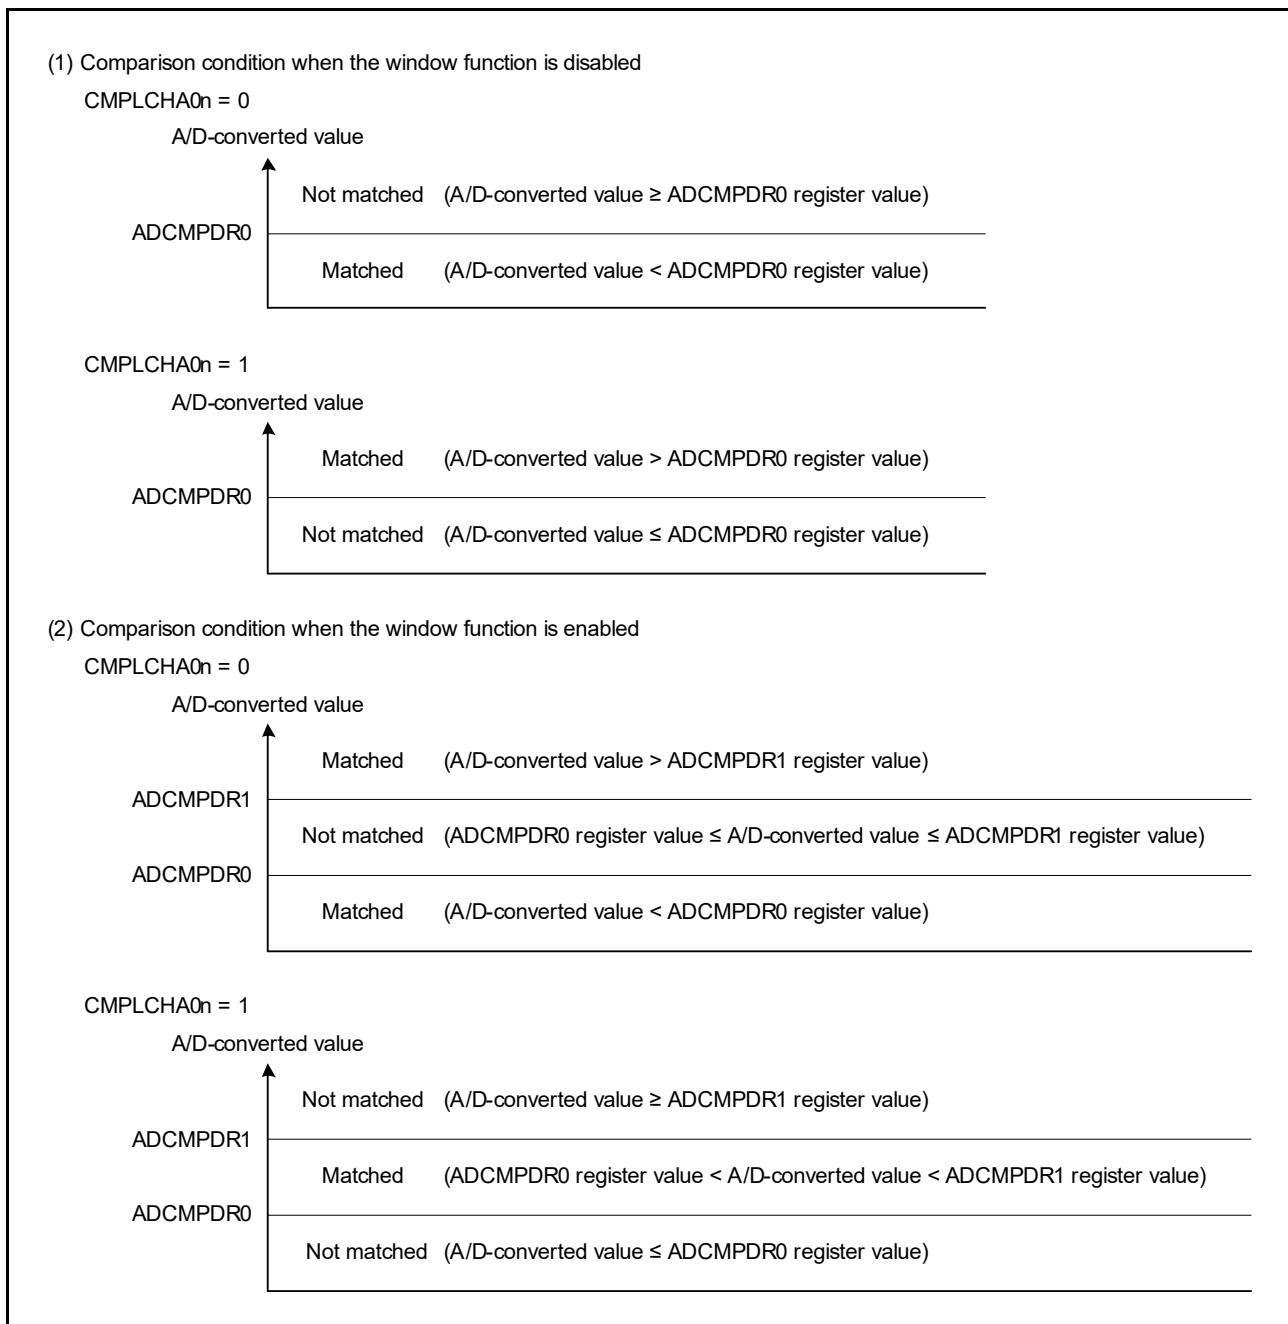 (1) Comparison condition when the window function is disabled
CMPLCHA0n = 0
A/D-converted value
Not matched (A/D-converted value ≥ ADCMPDR0 register value)
ADCMPDR0
Matched (A/D-converted value < ADCMPDR0 register value)
CMPLCHA0n = 1
A/D-converted value
Matched (A/D-converted value > ADCMPDR0 register value)
ADCMPDR0
Not matched (A/D-converted value ≤ ADCMPDR0 register value)
(2) Comparison condition when the window function is enabled
CMPLCHA0n = 0
A/D-converted value
Matched (A/D-converted value > ADCMPDR1 register value)
ADCMPDR1
Not matched (ADCMPDR0 register value ≤ A/D-converted value ≤ ADCMPDR1 register value)
ADCMPDR0
Matched (A/D-converted value < ADCMPDR0 register value)
CMPLCHA0n = 1
A/D-converted value
Not matched (A/D-converted value ≥ ADCMPDR1 register value)
ADCMPDR1
Matched (ADCMPDR0 register value < A/D-converted value < ADCMPDR1 register value)
ADCMPDR0
Not matched (A/D-converted value ≤ ADCMPDR0 register value)